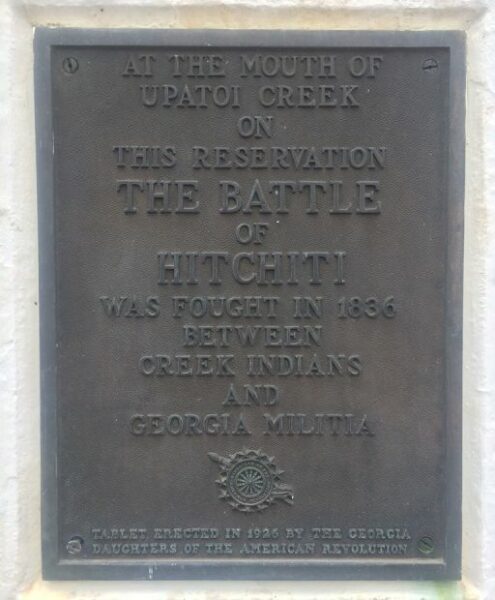 AT THE MOUTH OF
UPATOI CREEK
ON
THIS RESERVATION
THE BATTLE
OF
HITCHITI
WAS FOUGHT IN 1836
BETWEEN
CREEK INDIANS
AND
GEORGIA MILITIA
TABLET ERECTED IN 1926 BY THE GEORGIA
DAUGHTERS OF THE AMERICAN REVOLUTION